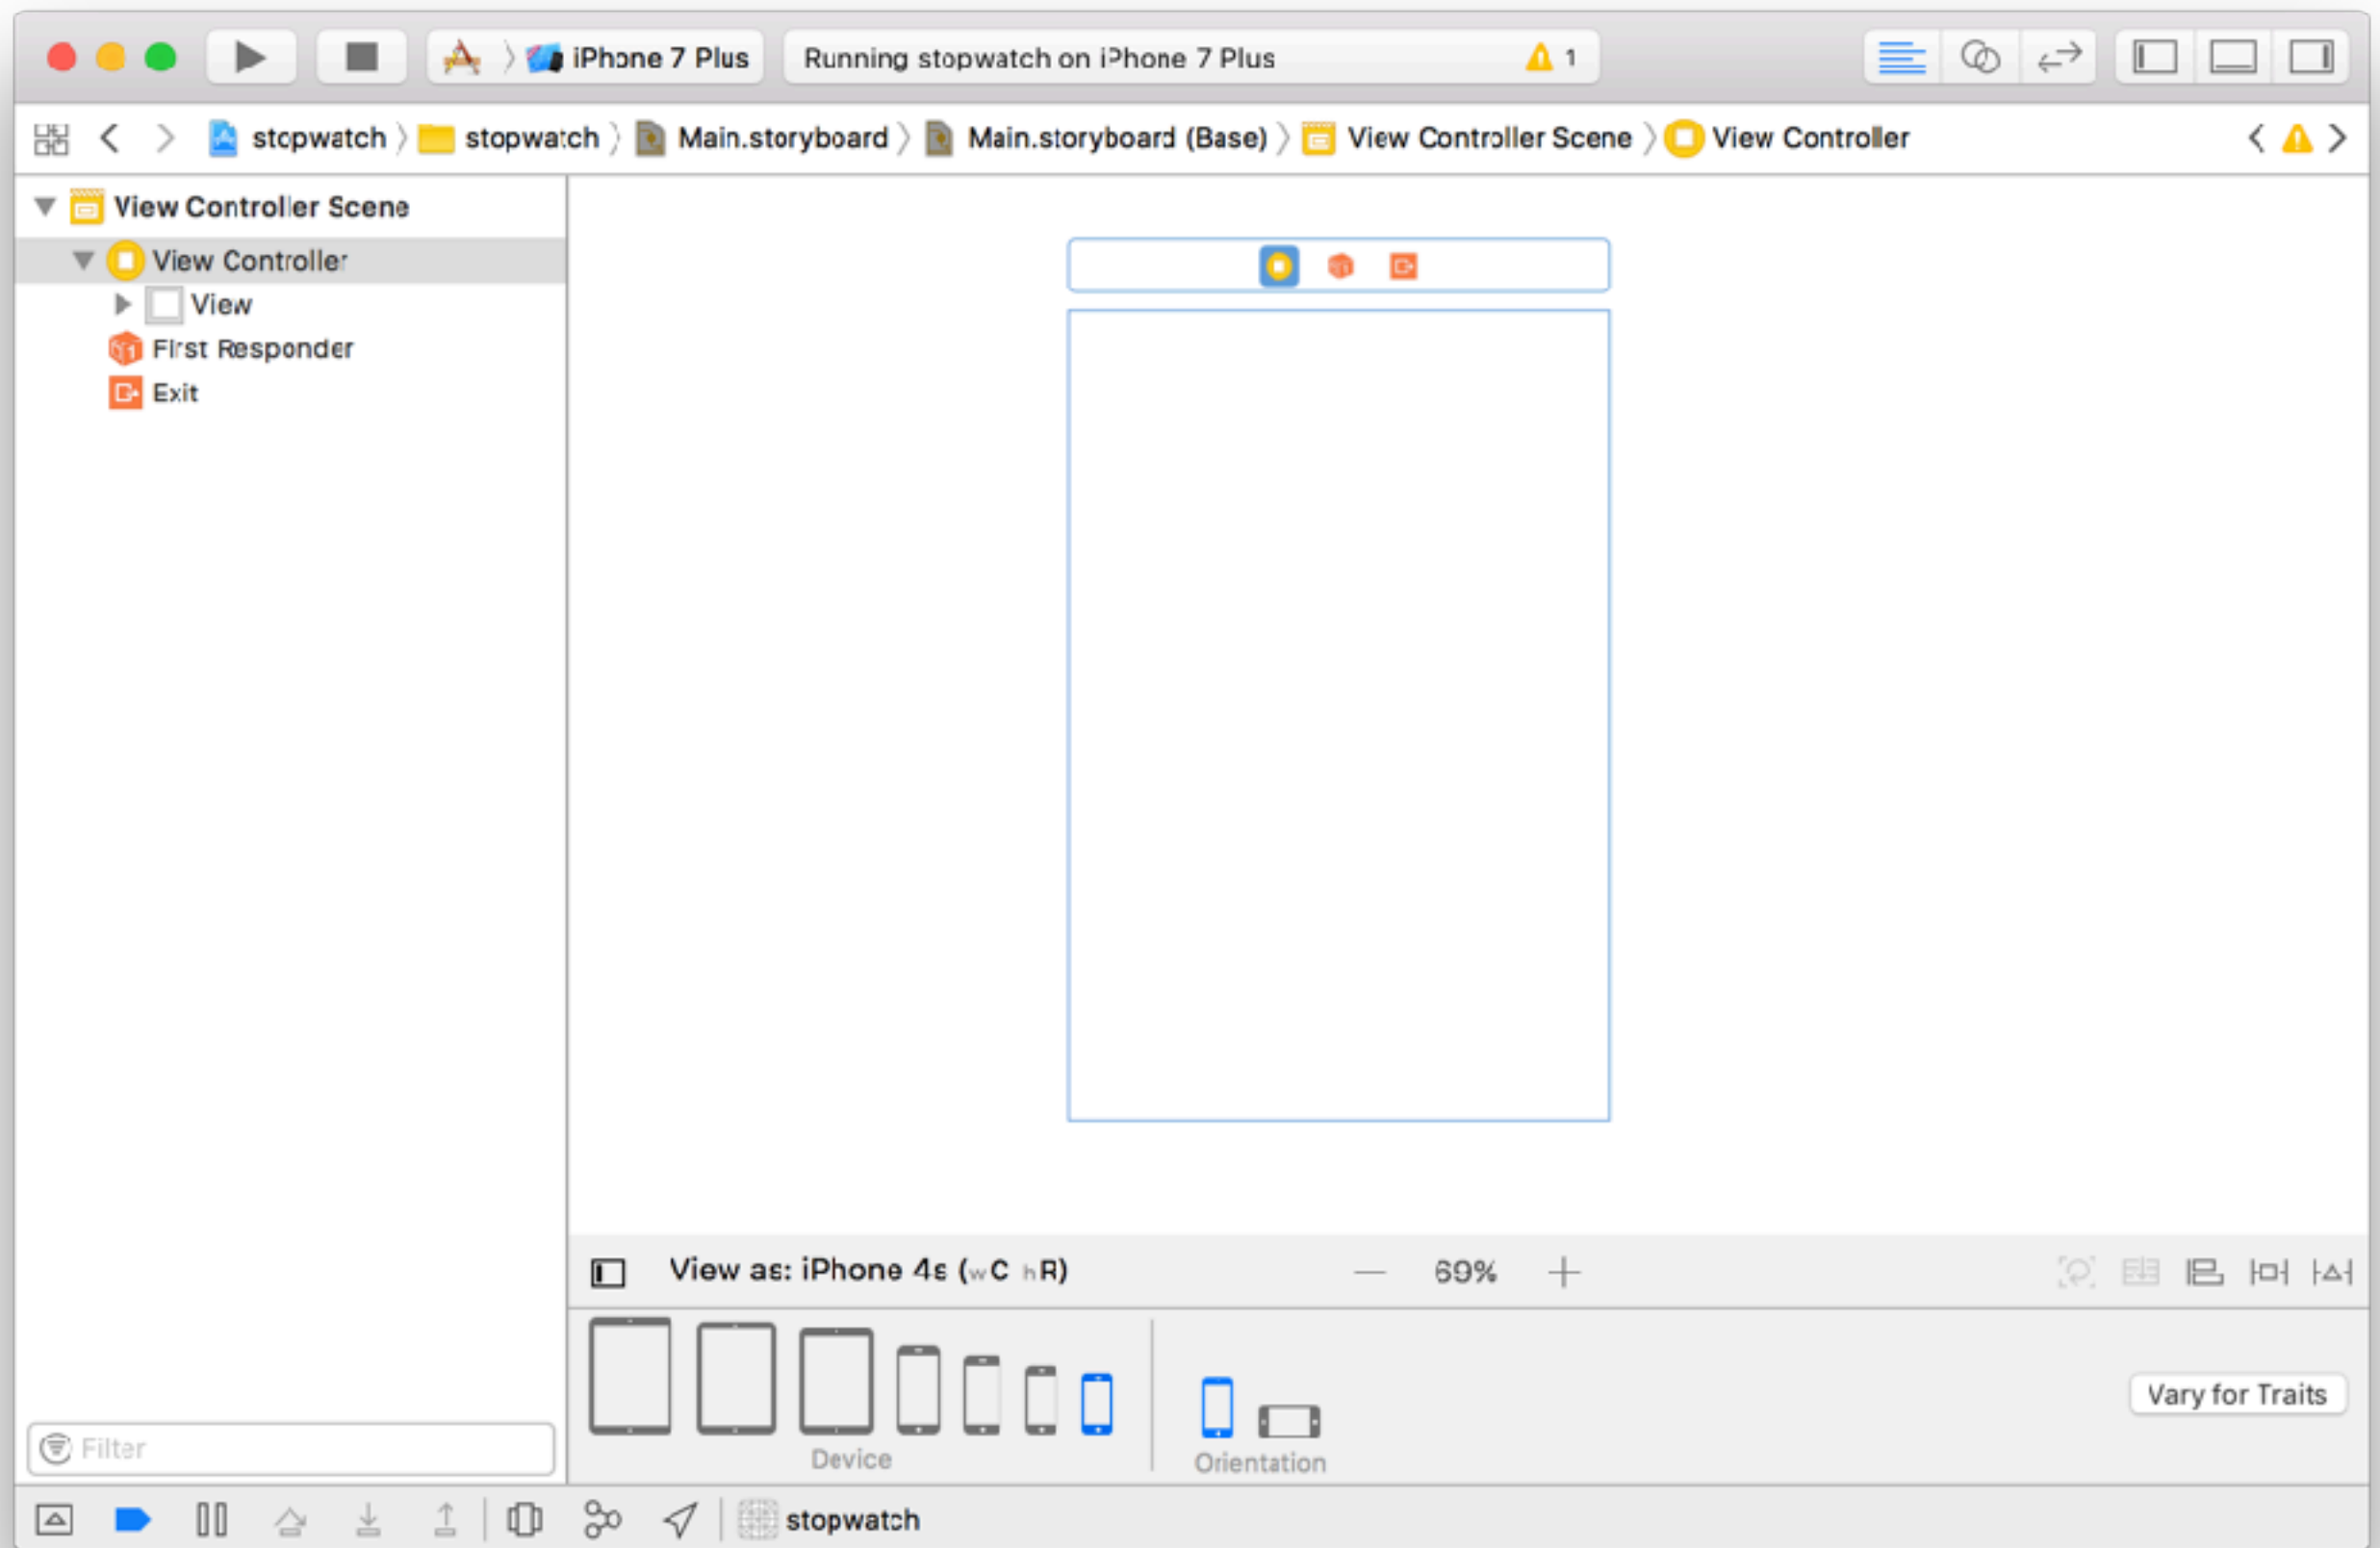 iPhone 7 Plus Running stopwatch on iPhone 7 Plus 1
stopwatch stopwatch Main.storyboard Main.storyboard (Base) View Controller Scene View Controller
View Controller Scene
View Controller
View
First Responder
Exit
View as: iPhone 4s (wC hR) — 69% +
Device
Orientation
Vary for Traits
Filter
stopwatch